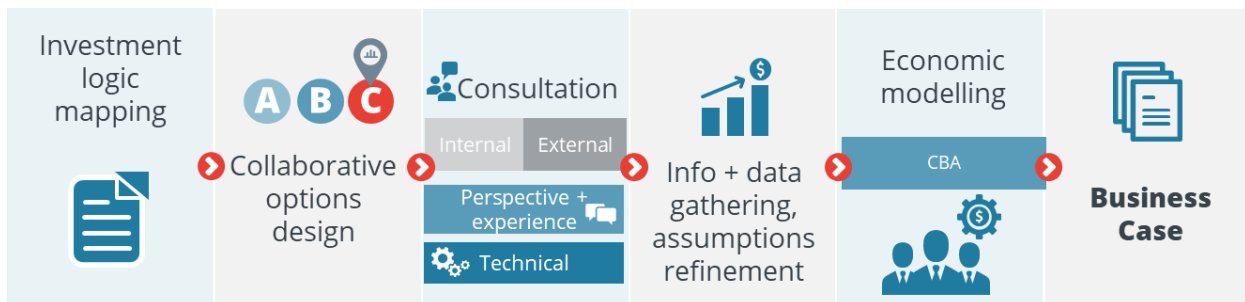 Investment
logic
mapping
A B C
Collaborative
options
design
Consultation
Internal External
Perspective +
experience
Technical
$
Info + data
gathering,
assumptions
refinement
Economic
modelling
CBA
$
Business
Case